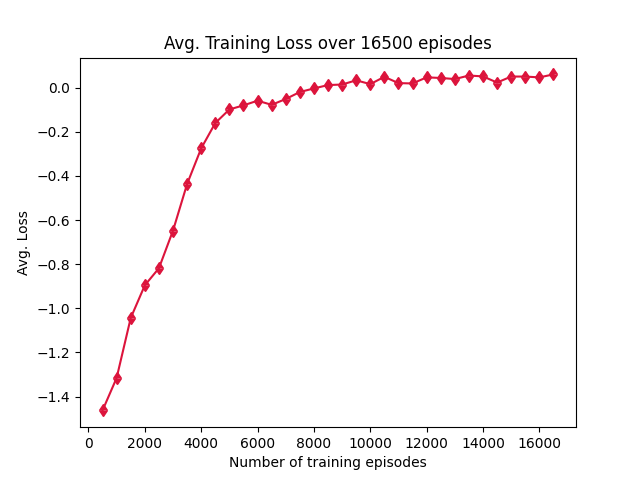 Avg. Training Loss over 16500 episodes
0.0
−0.2
−0.4
−0.6
−0.8
−1.0
−1.2
−1.4
Avg. Loss
0 2000 4000 6000 8000 10000 12000 14000 16000
Number of training episodes